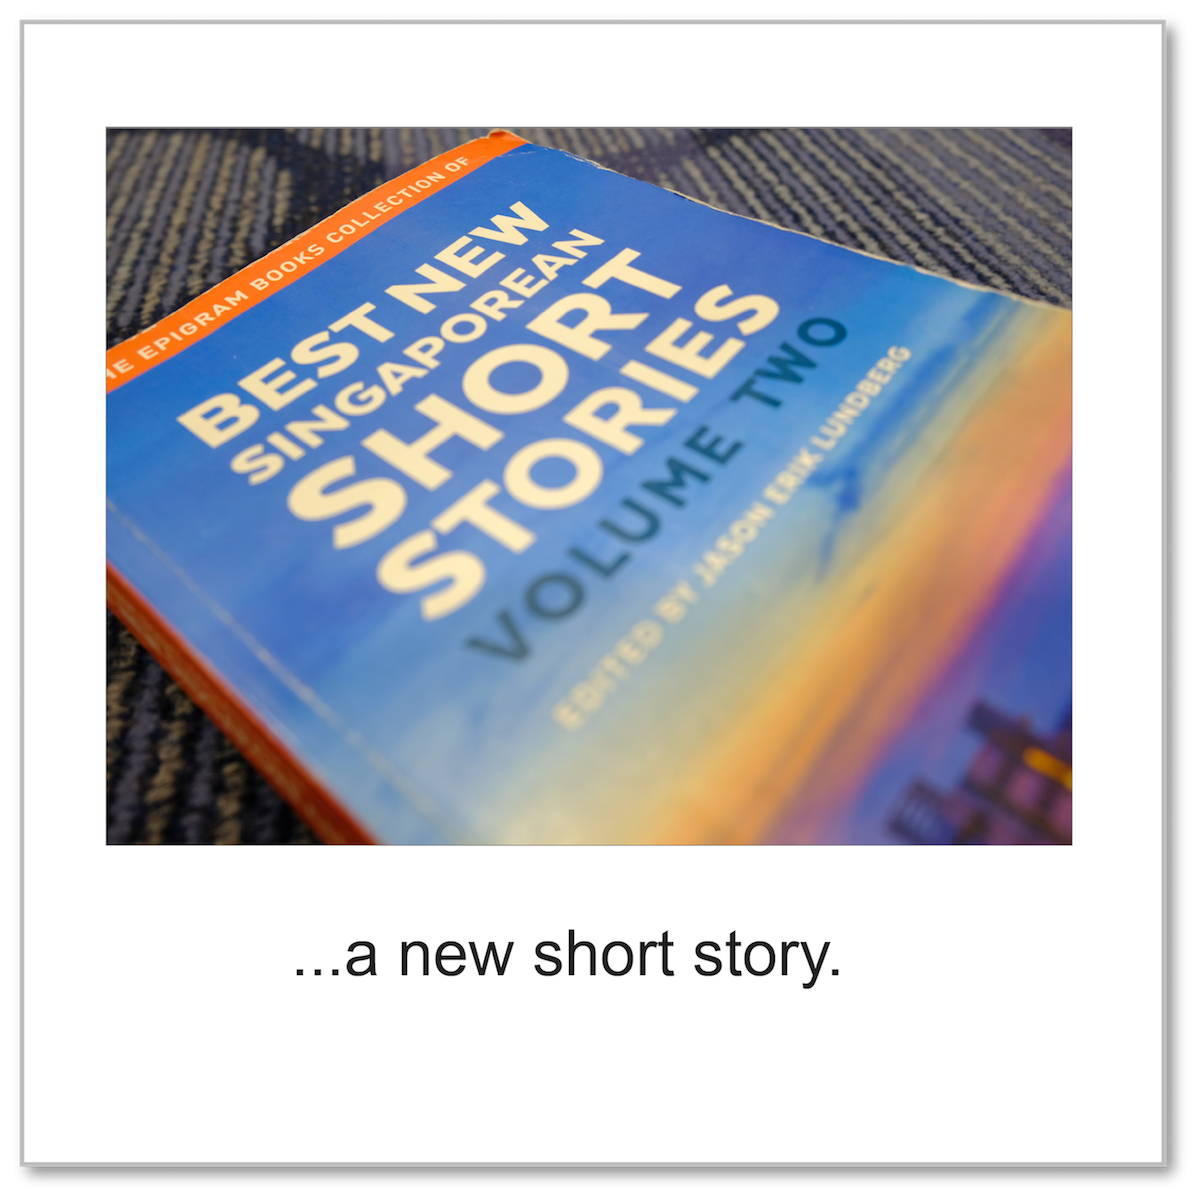 HE EPIGRAM BOOKS COLLECTION OF
BEST NEW
SINGAPOREAN
SHORT
STORIES
VOLUME TWO
EDITED BY JASON ERIK LUNDBERG
...a new short story.